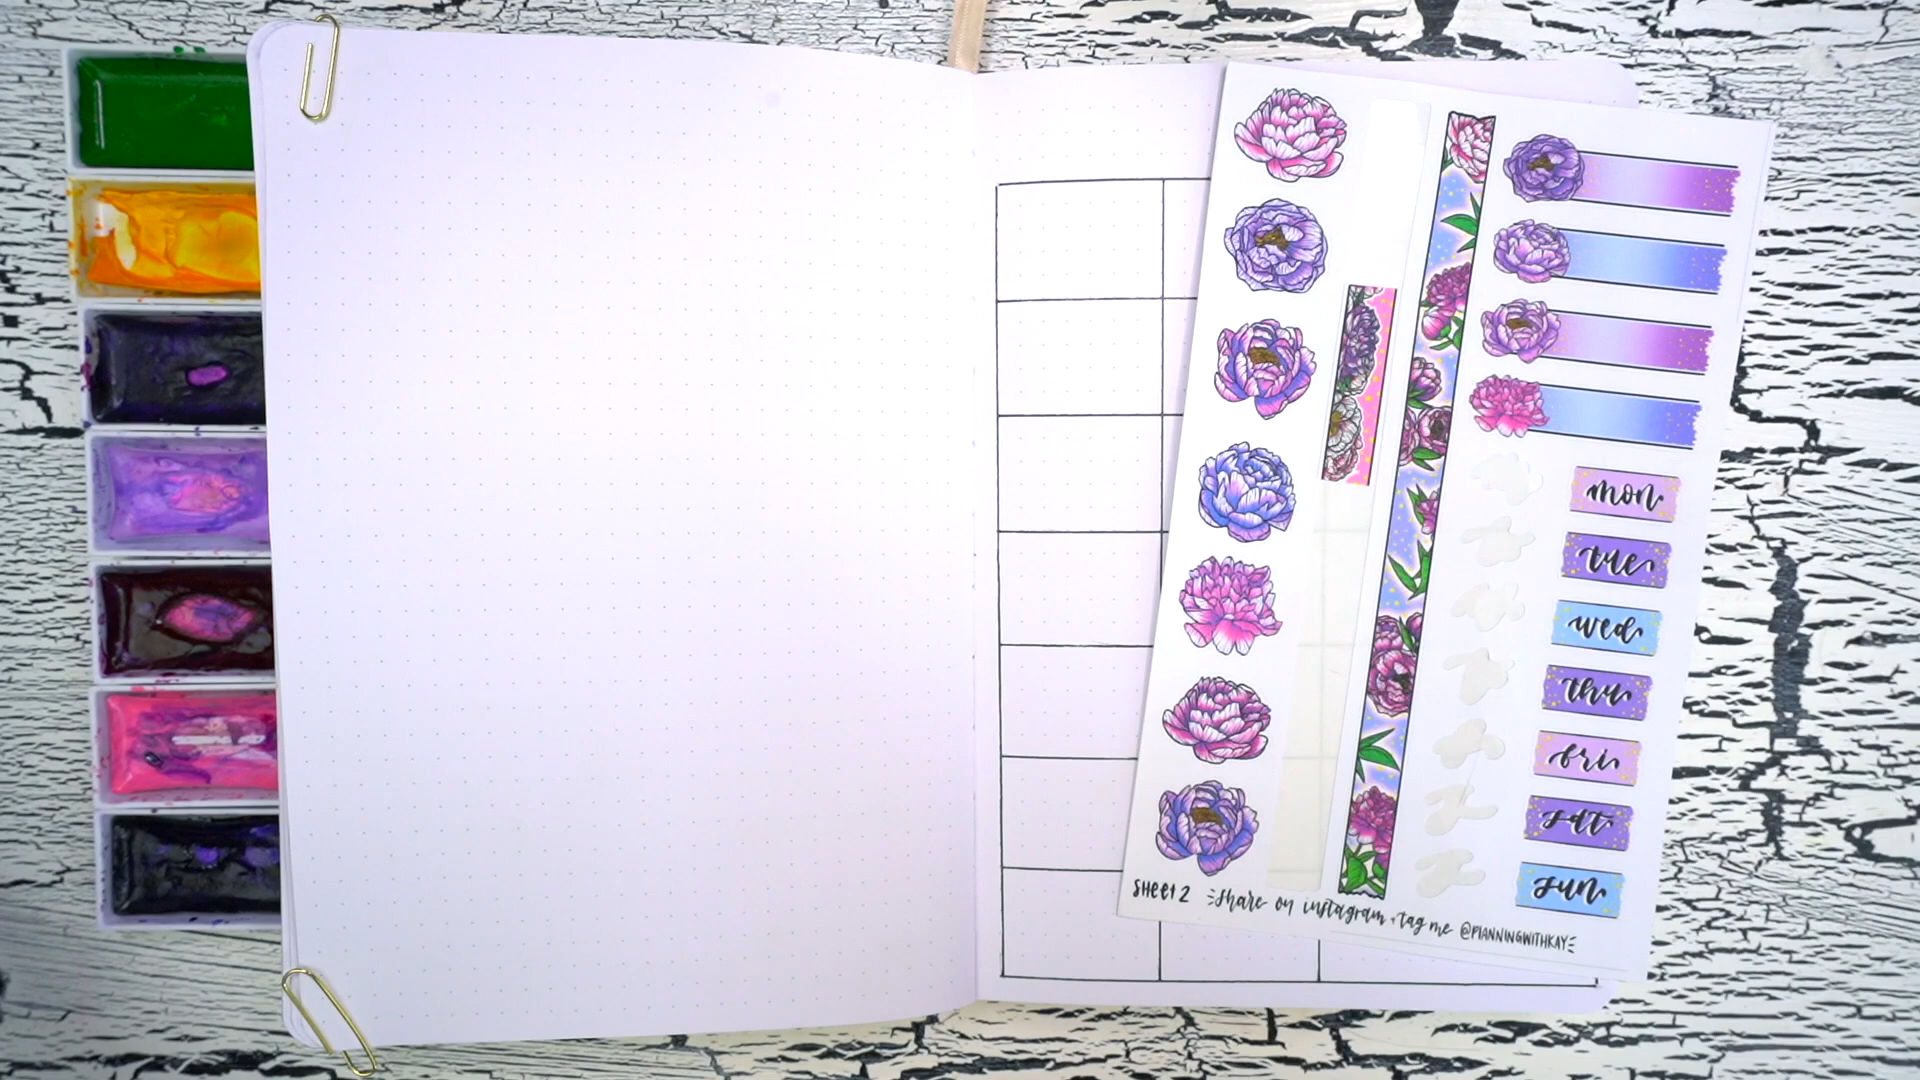 mon
tue
wed
thu
fri
sat
sun
SHEET 2 share on instagram + tag me @PLANNINGWITHKAY